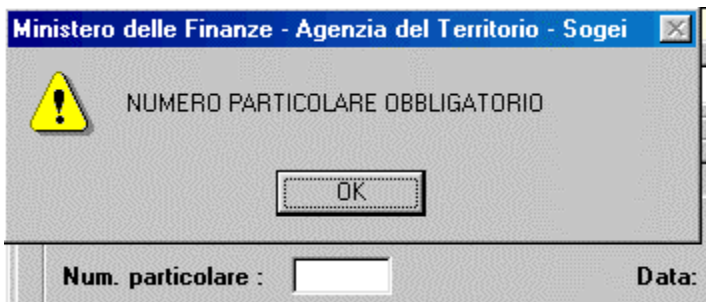 Ministero delle Finanze - Agenzia del Territorio - Sogei
NUMERO PARTICOLARE OBBLIGATORIO
OK
Num. particolare :
Data: